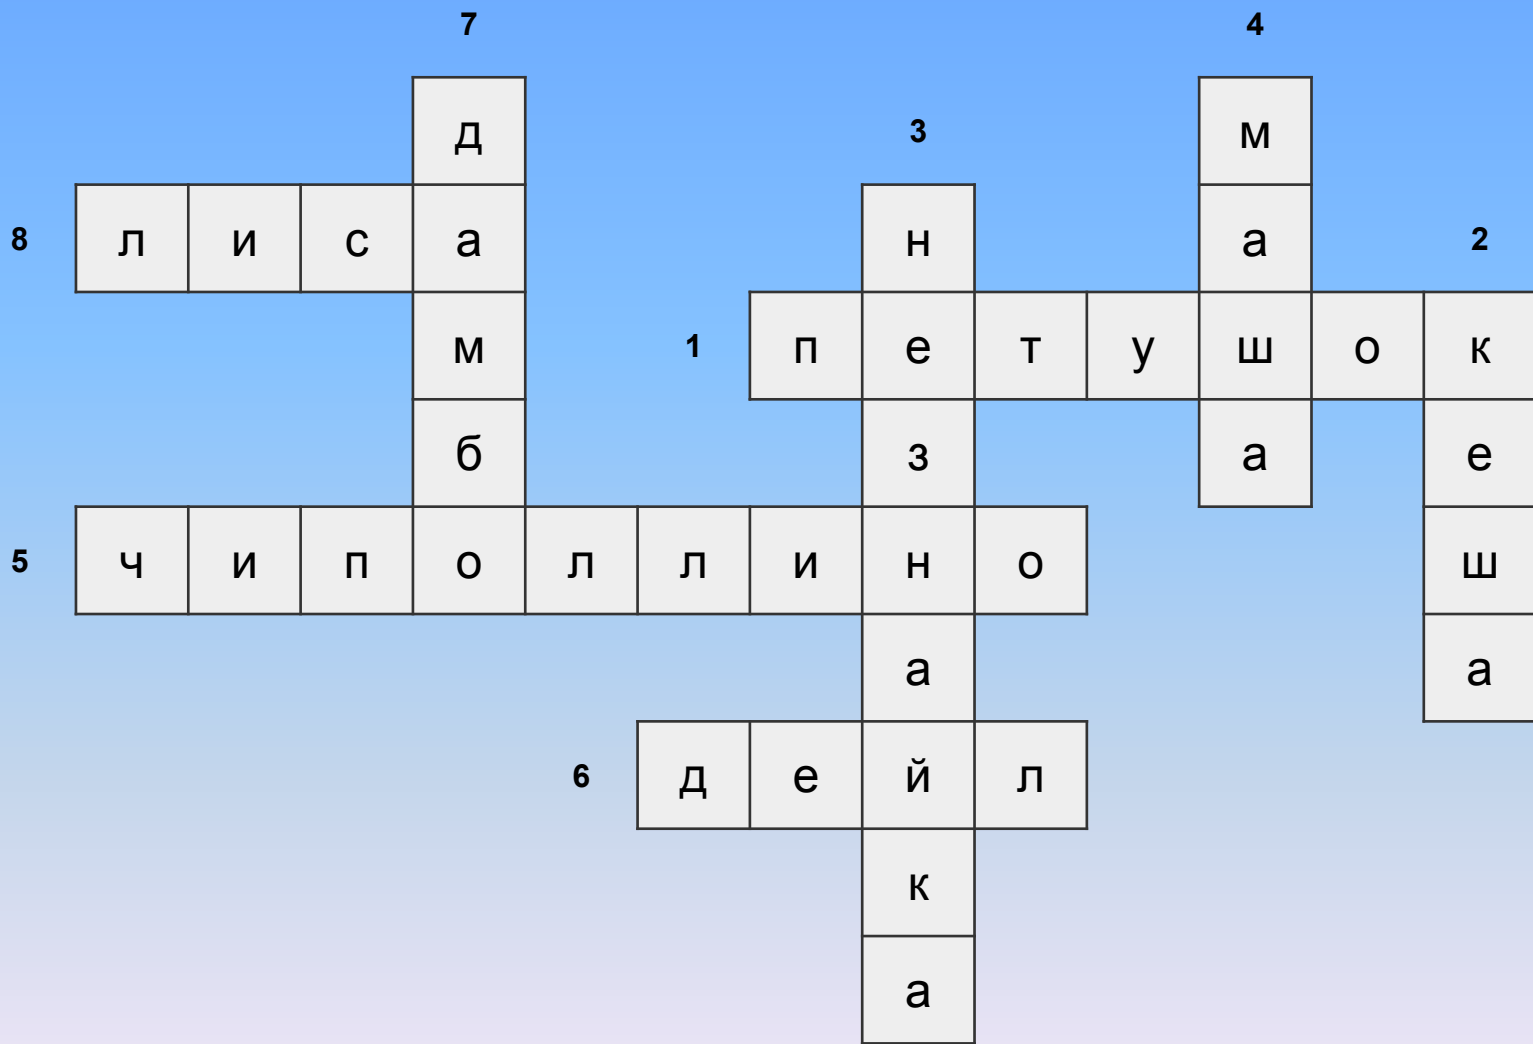 7 4
д 3 м
8 л и с а н а 2
м 1 п е т у ш о к
б з а е
5 ч и п о л л и н о ш
а а
6 д е й л
к
а